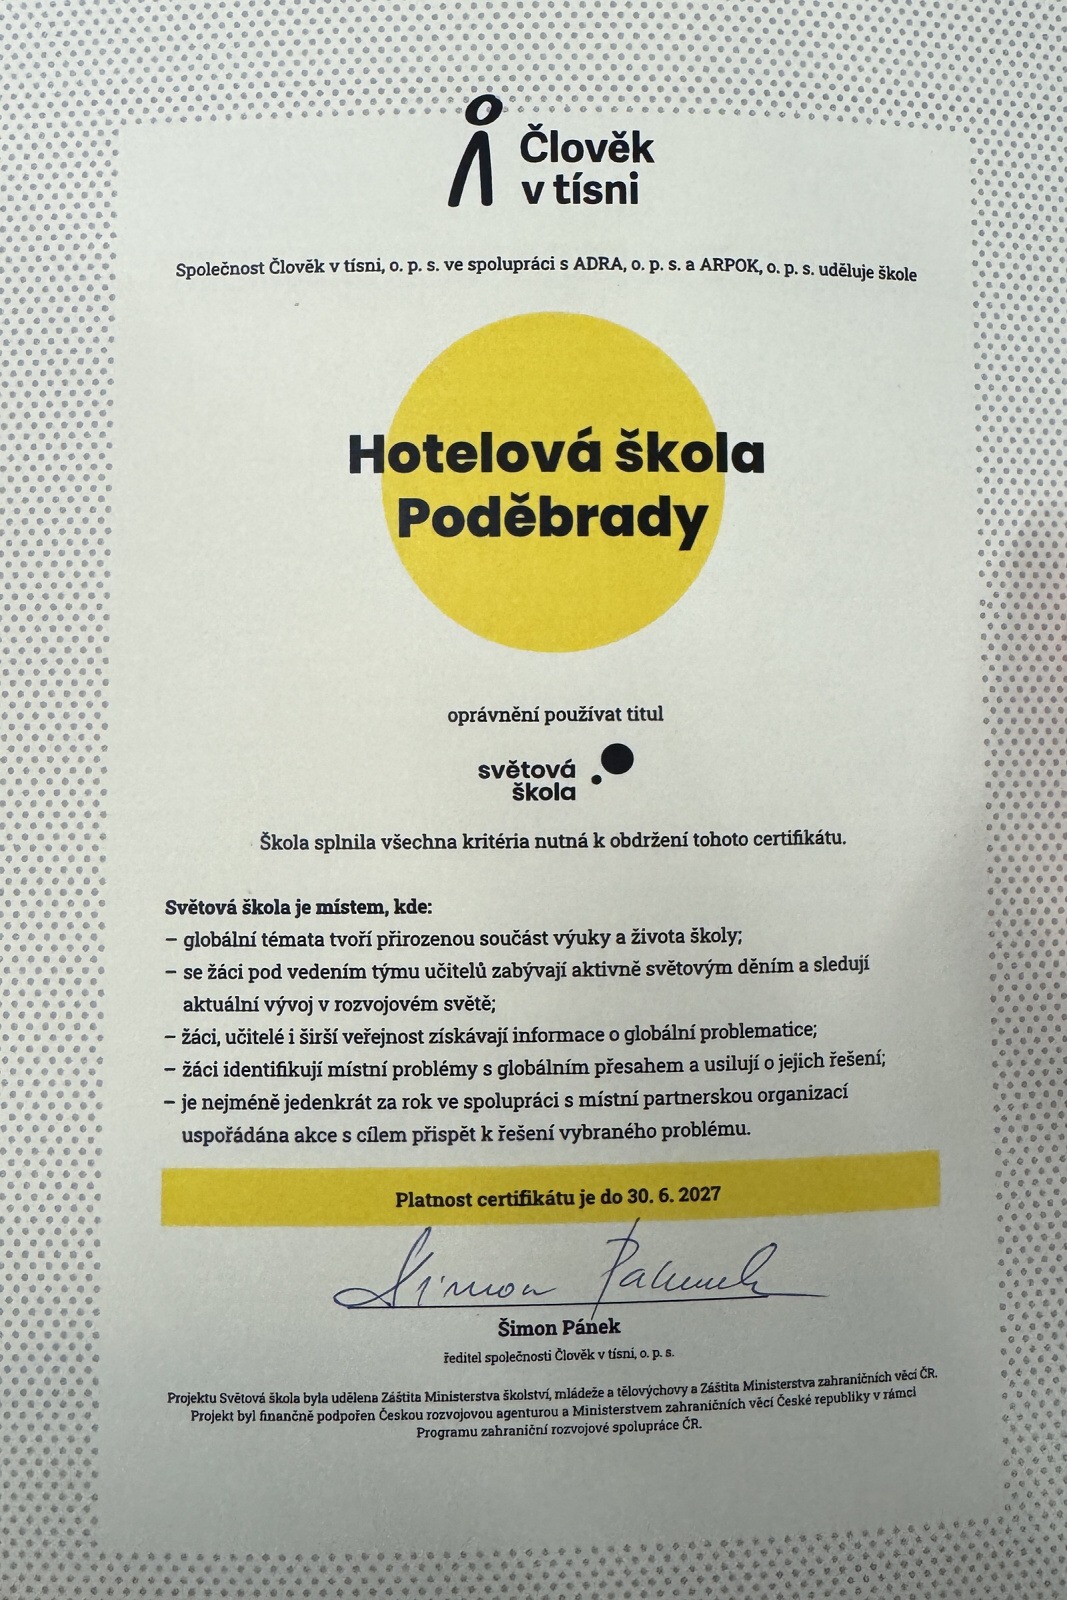 Člověk
v tísni
Společnost Člověk v tísni, o. p. s. ve spolupráci s ADRA, o. p. s. a ARPOK, o. p. s. uděluje škole
Hotelová škola
Poděbrady
oprávnění používat titul
světová
škola
Škola splnila všechna kritéria nutná k obdržení tohoto certifikátu.
Světová škola je místem, kde:
– globální témata tvoří přirozenou součást výuky a života školy;
– se žáci pod vedením týmu učitelů zabývají aktivně světovým děním a sledují
aktuální vývoj v rozvojovém světě;
– žáci, učitelé i širší veřejnost získávají informace o globální problematice;
– žáci identifikují místní problémy s globálním přesahem a usilují o jejich řešení;
– je nejméně jedenkrát za rok ve spolupráci s místní partnerskou organizací
uspořádána akce s cílem přispět k řešení vybraného problému.
Platnost certifikátu je do 30. 6. 2027
Šimon Pánek
Šimon Pánek
ředitel společnosti Člověk v tísni, o. p. s.
Projektu Světová škola byla udělena Záštita Ministerstva školství, mládeže a tělovýchovy a Záštita Ministerstva zahraničních věcí ČR.
Projekt byl finančně podpořen Českou rozvojovou agenturou a Ministerstvem zahraničních věcí České republiky v rámci
Programu zahraniční rozvojové spolupráce ČR.